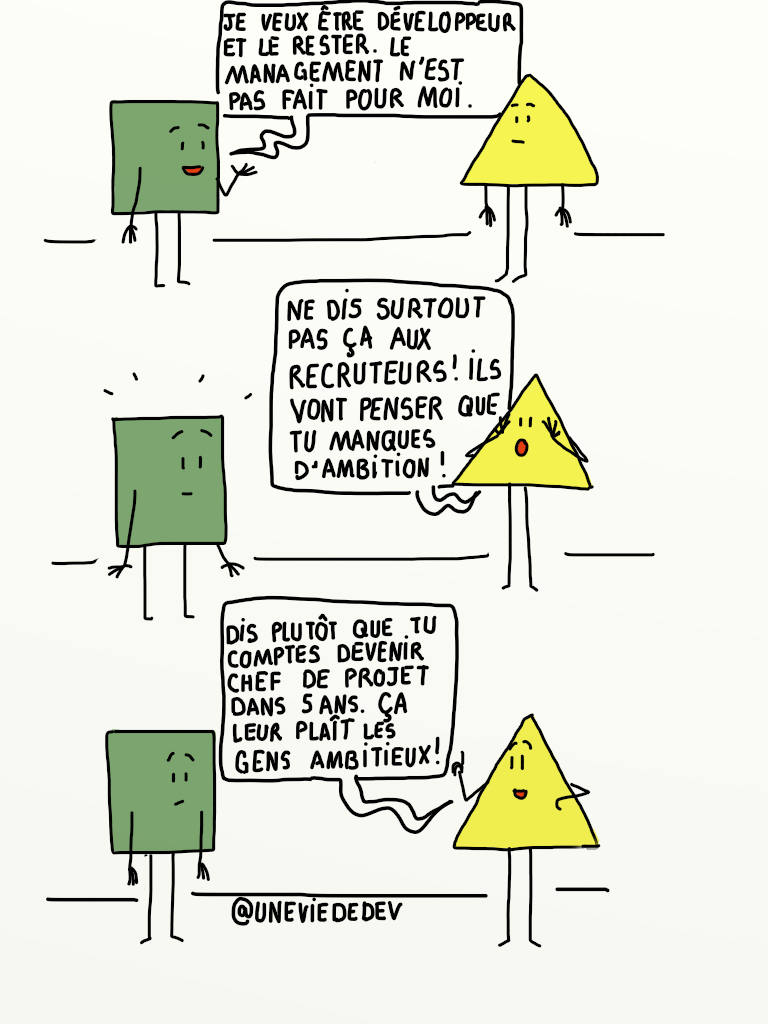 JE VEUX ÊTRE DÉVELOPPEUR
ET LE RESTER. LE
MANAGEMENT N'EST
PAS FAIT POUR MOI.
NE DIS SURTOUT
PAS ÇA AUX
RECRUTEURS! ILS
VONT PENSER QUE
TU MANQUES
D'AMBITION!
DIS PLUTÔT QUE TU
COMPTES DEVENIR
CHEF DE PROJET
DANS 5 ANS. ÇA
LEUR PLAÎT LES
GENS AMBITIEUX!
@UNEVIEDEDEV